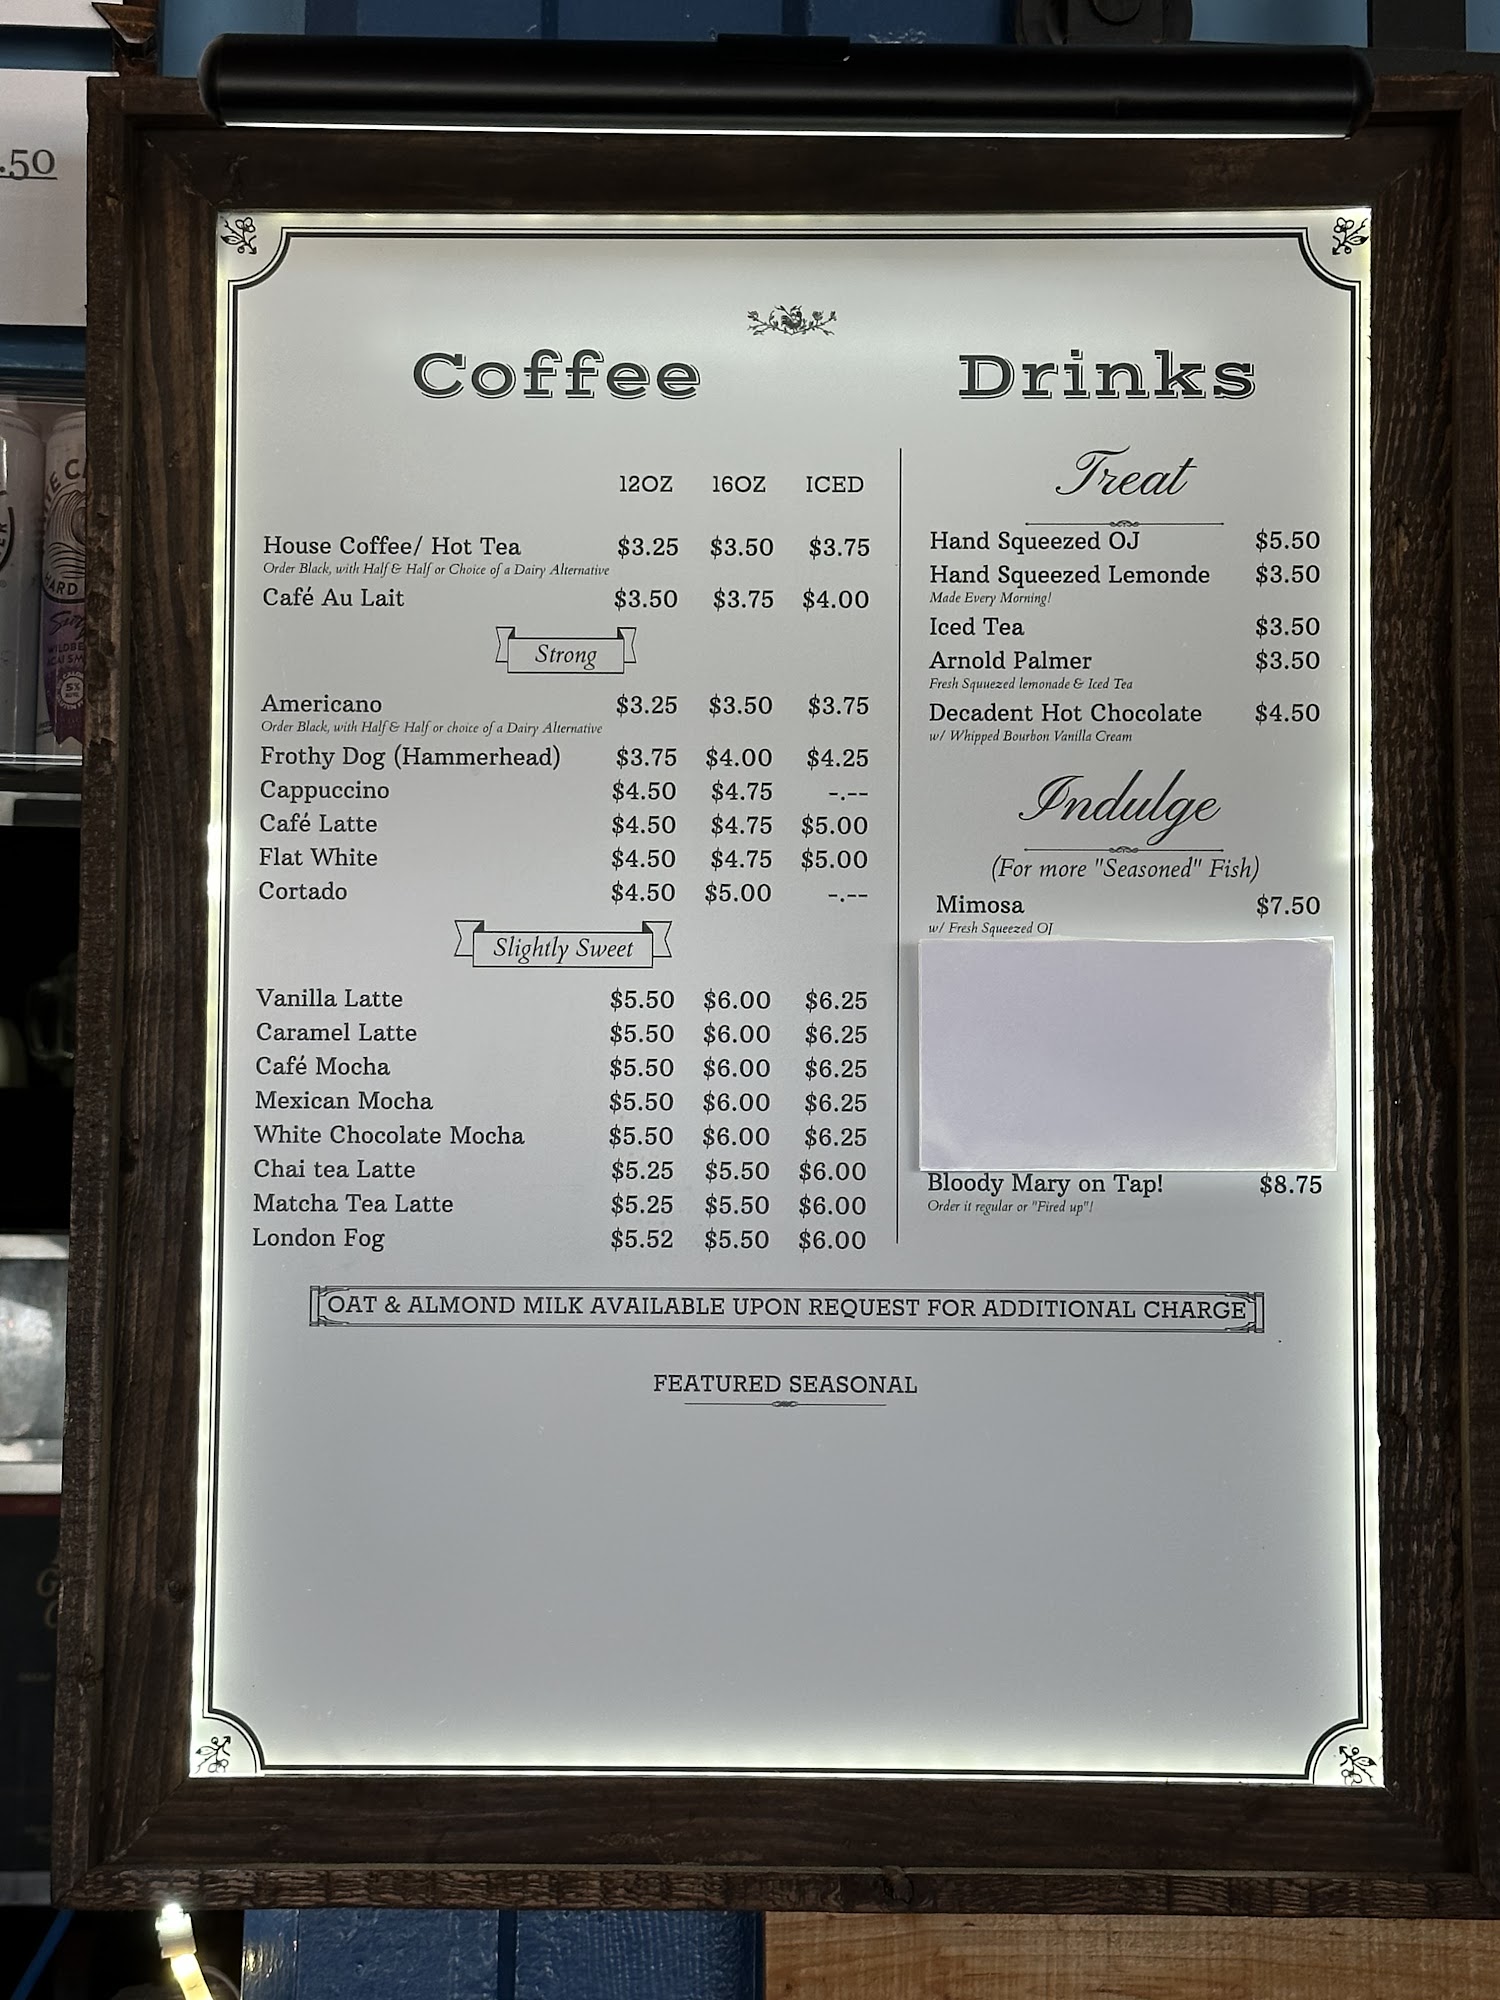 .50
Coffee
12OZ 16OZ ICED
House Coffee/ Hot Tea $3.25 $3.50 $3.75
Order Black, with Half & Half or Choice of a Dairy Alternative
Café Au Lait $3.50 $3.75 $4.00
Strong
Americano $3.25 $3.50 $3.75
Order Black, with Half & Half or choice of a Dairy Alternative
Frothy Dog (Hammerhead) $3.75 $4.00 $4.25
Cappuccino $4.50 $4.75 -.--
Café Latte $4.50 $4.75 $5.00
Flat White $4.50 $4.75 $5.00
Cortado $4.50 $5.00 -.--
Slightly Sweet
Vanilla Latte $5.50 $6.00 $6.25
Caramel Latte $5.50 $6.00 $6.25
Café Mocha $5.50 $6.00 $6.25
Mexican Mocha $5.50 $6.00 $6.25
White Chocolate Mocha $5.50 $6.00 $6.25
Chai tea Latte $5.25 $5.50 $6.00
Matcha Tea Latte $5.25 $5.50 $6.00
London Fog $5.52 $5.50 $6.00
Drinks
Treat
Hand Squeezed OJ $5.50
Hand Squeezed Lemonde $3.50
Made Every Morning!
Iced Tea $3.50
Arnold Palmer $3.50
Fresh Squuezed lemonade & Iced Tea
Decadent Hot Chocolate $4.50
w/ Whipped Bourbon Vanilla Cream
Indulge
(For more "Seasoned" Fish)
Mimosa $7.50
w/ Fresh Squeezed OJ
Bloody Mary on Tap! $8.75
Order it regular or "Fired up"!
OAT & ALMOND MILK AVAILABLE UPON REQUEST FOR ADDITIONAL CHARGE
FEATURED SEASONAL